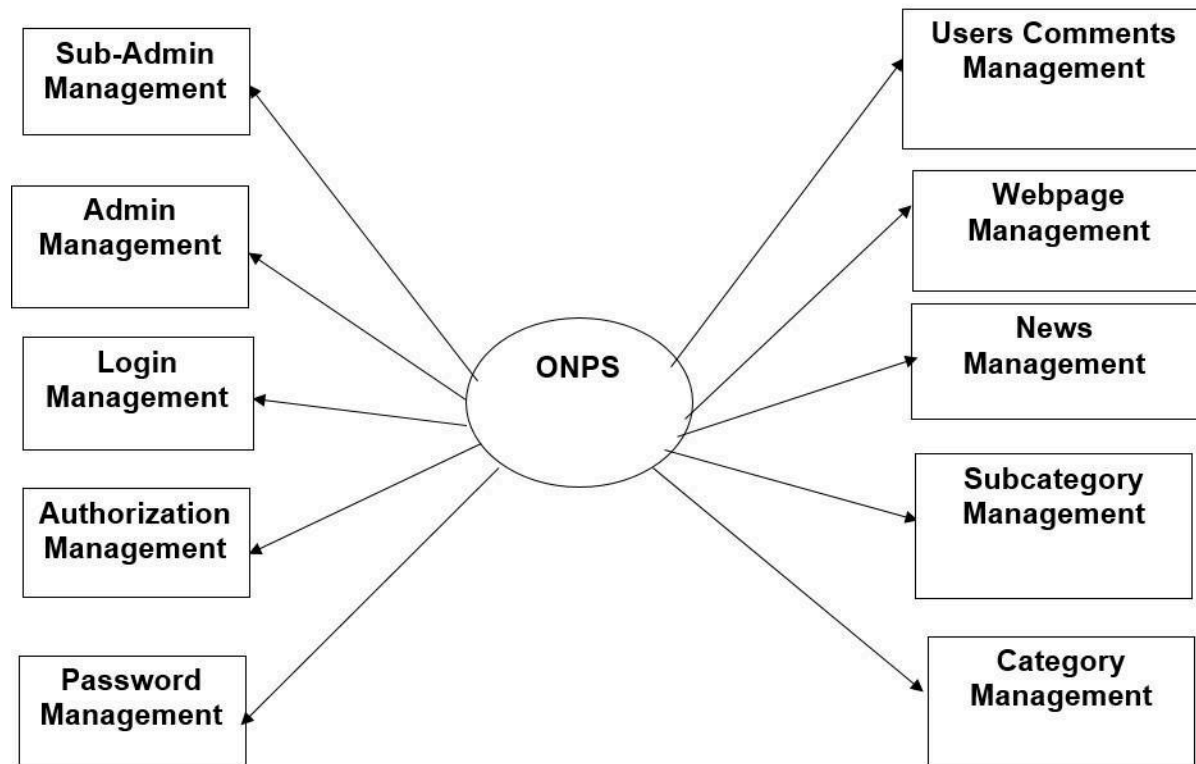 Sub-Admin
Management
Admin
Management
Login
Management
Authorization
Management
Password
Management
ONPS
Users Comments
Management
Webpage
Management
News
Management
Subcategory
Management
Category
Management